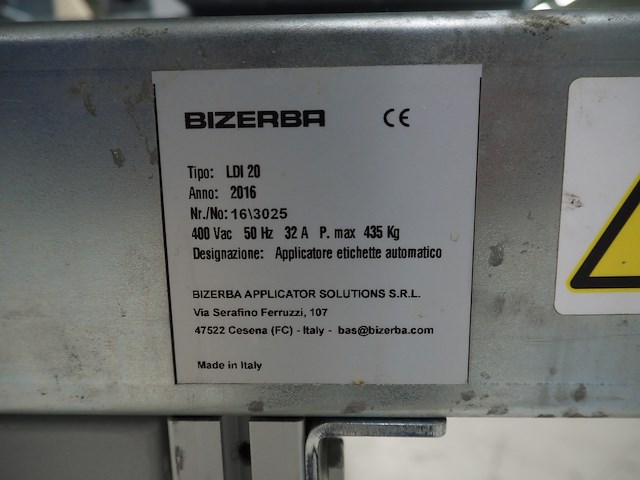 BIZERBA CE
Tipo: LDI 20
Anno: 2016
Nr./No: 16\3025
400 Vac 50 Hz 32 A P. max 435 Kg
Designazione: Applicatore etichette automatico
BIZERBA APPLICATOR SOLUTIONS S.R.L.
Via Serafino Ferruzzi, 107
47522 Cesena (FC) - Italy - bas@bizerba.com
Made in Italy